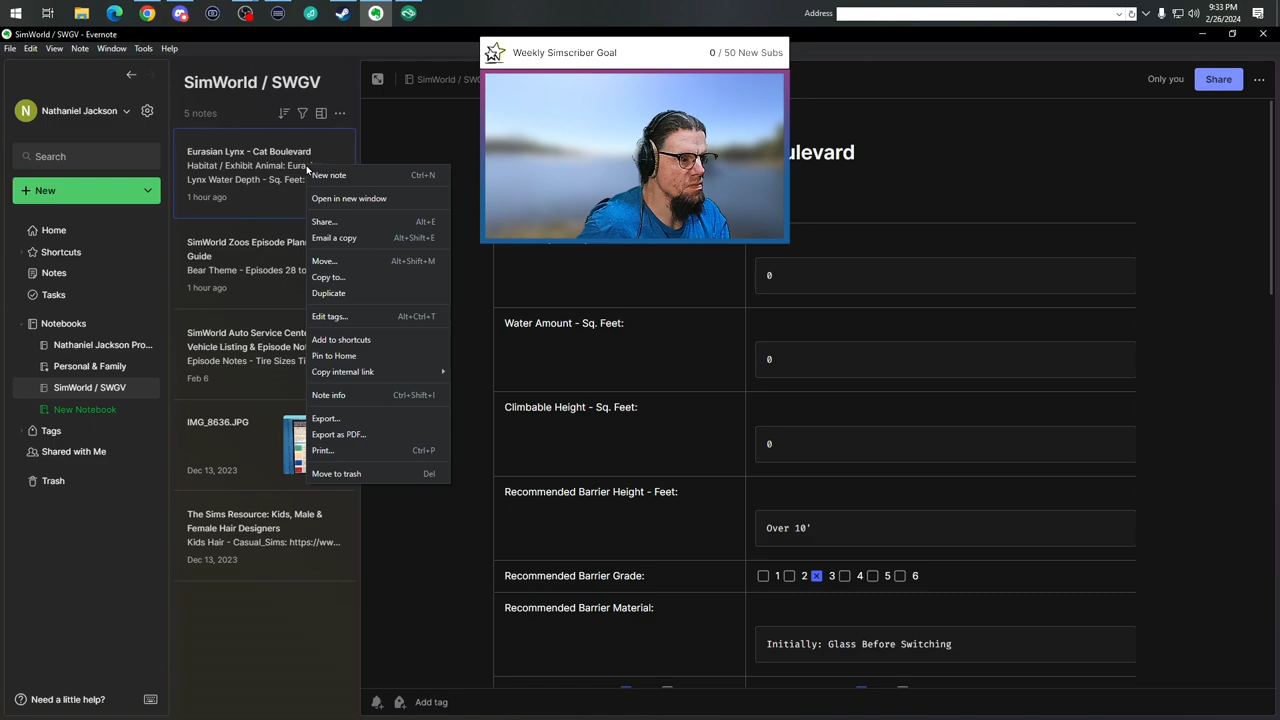 Address
9:33 PM
2/26/2024
SimWorld / SWGV - Evernote
File Edit View Note Window Tools Help
Weekly Simscriber Goal 0 / 50 New Subs
N Nathaniel Jackson
Search
New
Home
Shortcuts
Notes
Tasks
Notebooks
Nathaniel Jackson Pro...
Personal & Family
SimWorld / SWGV
New Notebook
Tags
Shared with Me
Trash
Need a little help?
SimWorld / SWGV
5 notes
Eurasian Lynx - Cat Boulevard
Habitat / Exhibit Animal: Eura
Lynx Water Depth - Sq. Feet:
1 hour ago
SimWorld Zoos Episode Plan
Guide
Bear Theme - Episodes 28 to
1 hour ago
SimWorld Auto Service Cent
Vehicle Listing & Episode No
Episode Notes - Tire Sizes Ti
Feb 6
IMG_8636.JPG
Dec 13, 2023
The Sims Resource: Kids, Male &
Female Hair Designers
Kids Hair - Casual_Sims: https://ww...
Dec 13, 2023
New note Ctrl+N
Open in new window
Share... Alt+E
Email a copy Alt+Shift+E
Move... Alt+Shift+M
Copy to...
Duplicate
Edit tags... Alt+Ctrl+T
Add to shortcuts
Pin to Home
Copy internal link
Note info Ctrl+Shift+I
Export...
Export as PDF...
Print... Ctrl+P
Move to trash Del
SimWorld / SWG
Only you
Share
ulevard
0
Water Amount - Sq. Feet:
0
Climbable Height - Sq. Feet:
0
Recommended Barrier Height - Feet:
Over 10'
Recommended Barrier Grade: 1 2 3 4 5 6
Recommended Barrier Material:
Initially: Glass Before Switching
Add tag